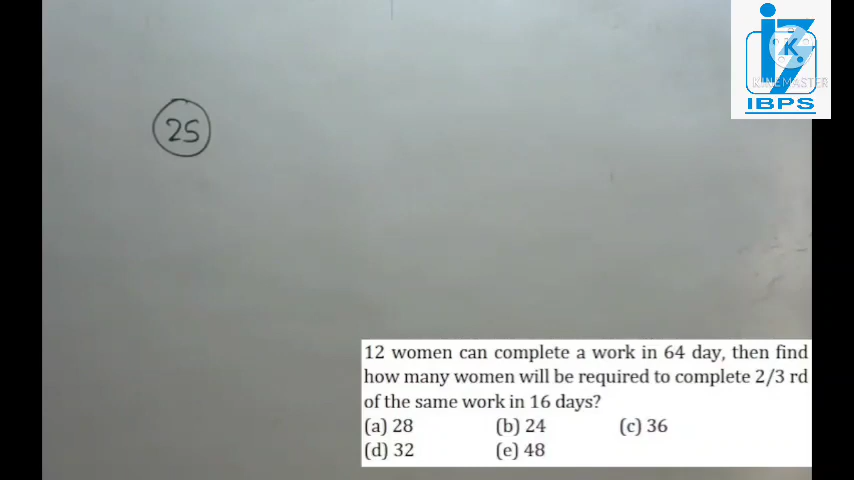 25
K
KINEMASTER
IBPS
12 women can complete a work in 64 day, then find
how many women will be required to complete 2/3 rd
of the same work in 16 days?
(a) 28 (b) 24 (c) 36
(d) 32 (e) 48